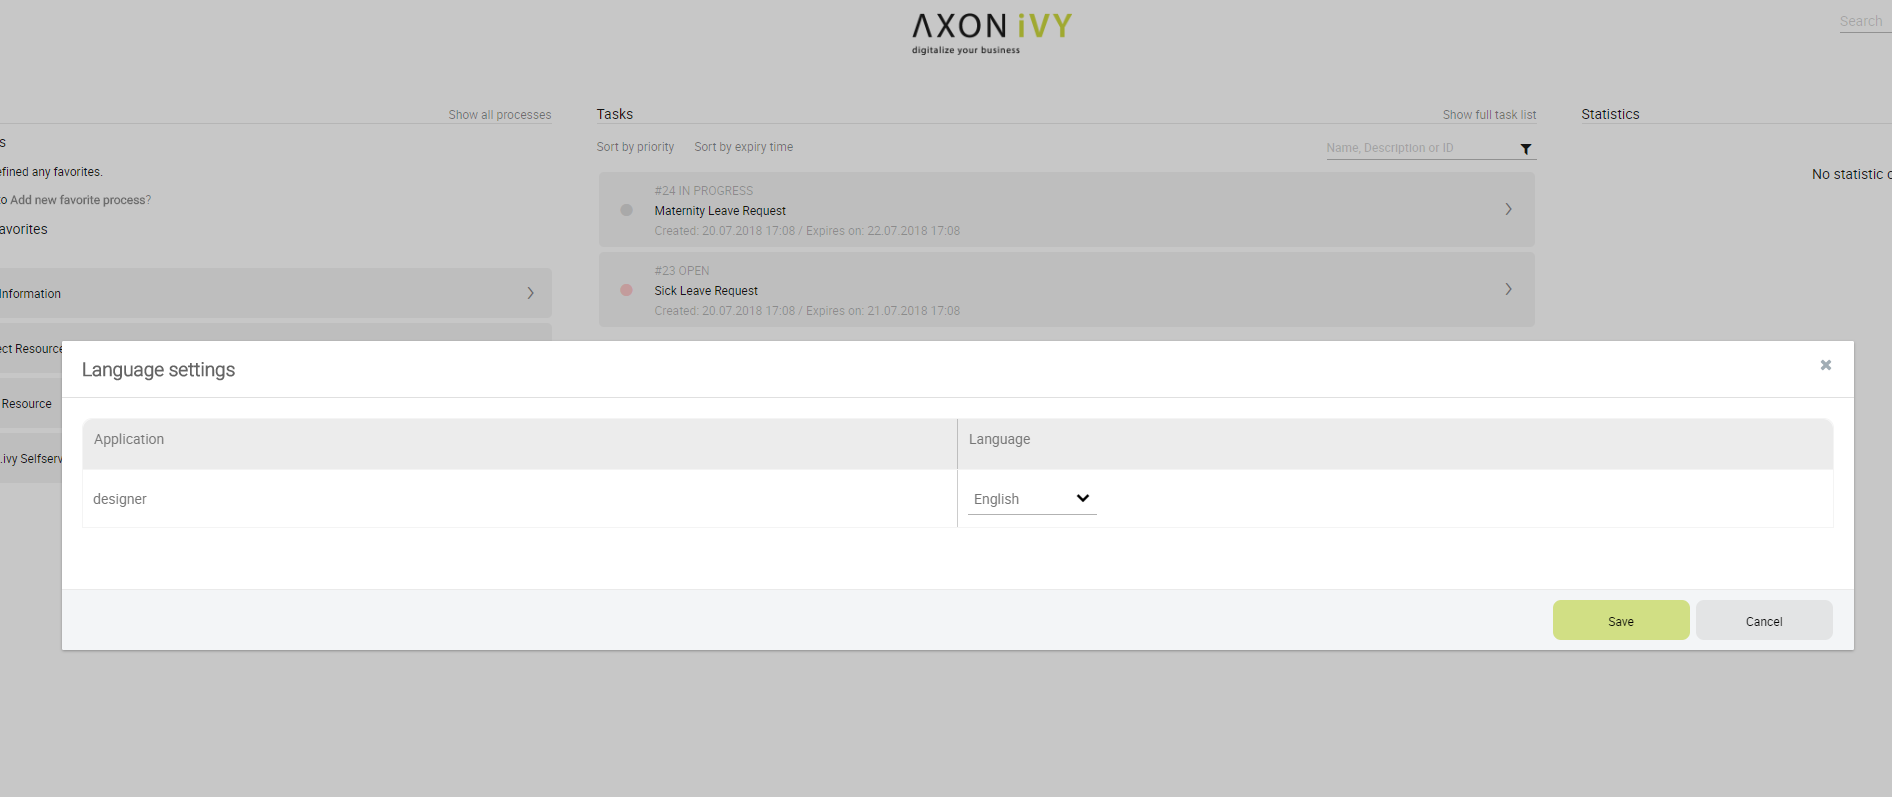 AXON iVY
digitalize your business
Search
Show all processes
s
efined any favorites.
to Add new favorite process?
avorites
Information
ect Resource
Resource
.ivy Selfserv
Tasks
Show full task list
Sort by priority Sort by expiry time
Name, Description or ID
#24 IN PROGRESS
Maternity Leave Request
Created: 20.07.2018 17:08 / Expires on: 22.07.2018 17:08
#23 OPEN
Sick Leave Request
Created: 20.07.2018 17:08 / Expires on: 21.07.2018 17:08
Statistics
No statistic c
Language settings
Application Language
designer English
Save Cancel